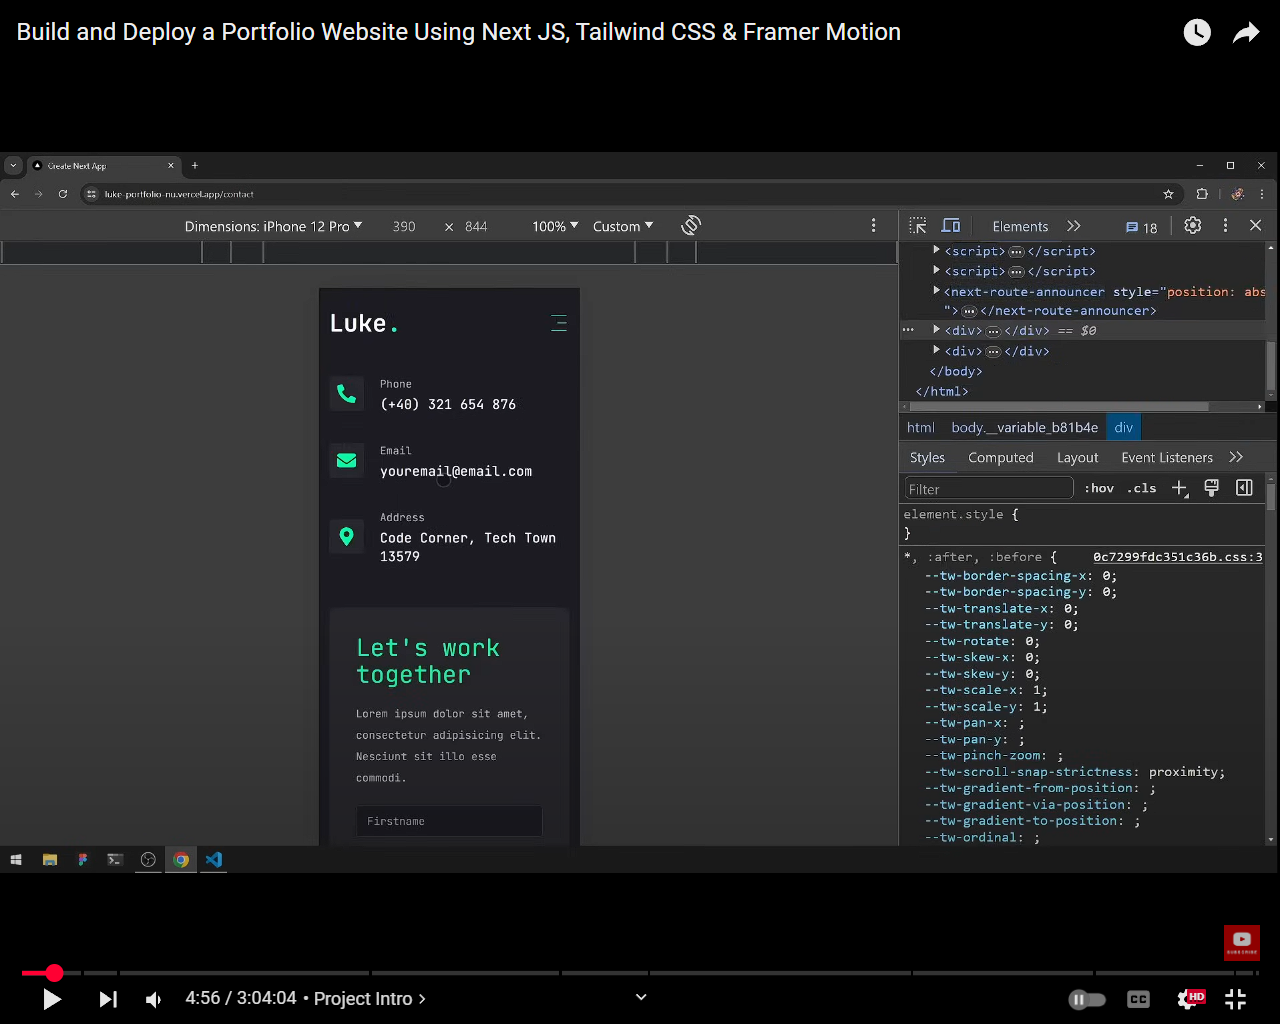 Build and Deploy a Portfolio Website Using Next JS, Tailwind CSS & Framer Motion
Create Next App
luke-portfolio-nu.vercel.app/contact
Dimensions: iPhone 12 Pro 390 × 844 100% Custom
Elements 18
<script> … </script>
<script> … </script>
<next-route-announcer style="position: abs
"> … </next-route-announcer>
<div> … </div> == $0
<div> … </div>
</body>
</html>
html body.__variable_b81b4e div
Styles Computed Layout Event Listeners
Filter :hov .cls
element.style {
}
*, :after, :before { 0c7299fdc351c36b.css:3
--tw-border-spacing-x: 0;
--tw-border-spacing-y: 0;
--tw-translate-x: 0;
--tw-translate-y: 0;
--tw-rotate: 0;
--tw-skew-x: 0;
--tw-skew-y: 0;
--tw-scale-x: 1;
--tw-scale-y: 1;
--tw-pan-x: ;
--tw-pan-y: ;
--tw-pinch-zoom: ;
--tw-scroll-snap-strictness: proximity;
--tw-gradient-from-position: ;
--tw-gradient-via-position: ;
--tw-gradient-to-position: ;
--tw-ordinal: ;
Luke.
Phone
(+40) 321 654 876
Email
youremail@email.com
Address
Code Corner, Tech Town
13579
Let's work
together
Lorem ipsum dolor sit amet,
consectetur adipisicing elit.
Nesciunt sit illo esse
commodi.
Firstname
SUBSCRIBE
4:56 / 3:04:04 • Project Intro
CC HD